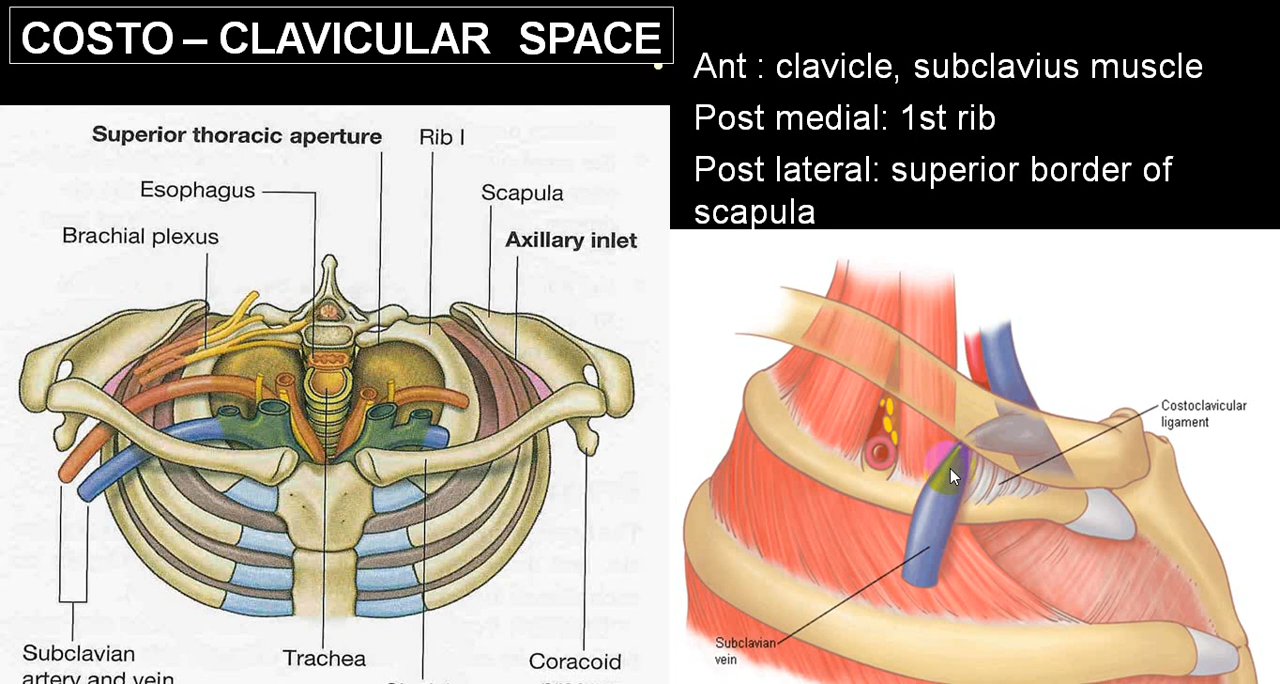 COSTO – CLAVICULAR SPACE
• Ant : clavicle, subclavius muscle
Post medial: 1st rib
Post lateral: superior border of
scapula
Superior thoracic aperture
Rib I
Esophagus
Scapula
Brachial plexus
Axillary inlet
Subclavian
artery and vein
Trachea
Coracoid
Costoclavicular
ligament
Subclavian
vein